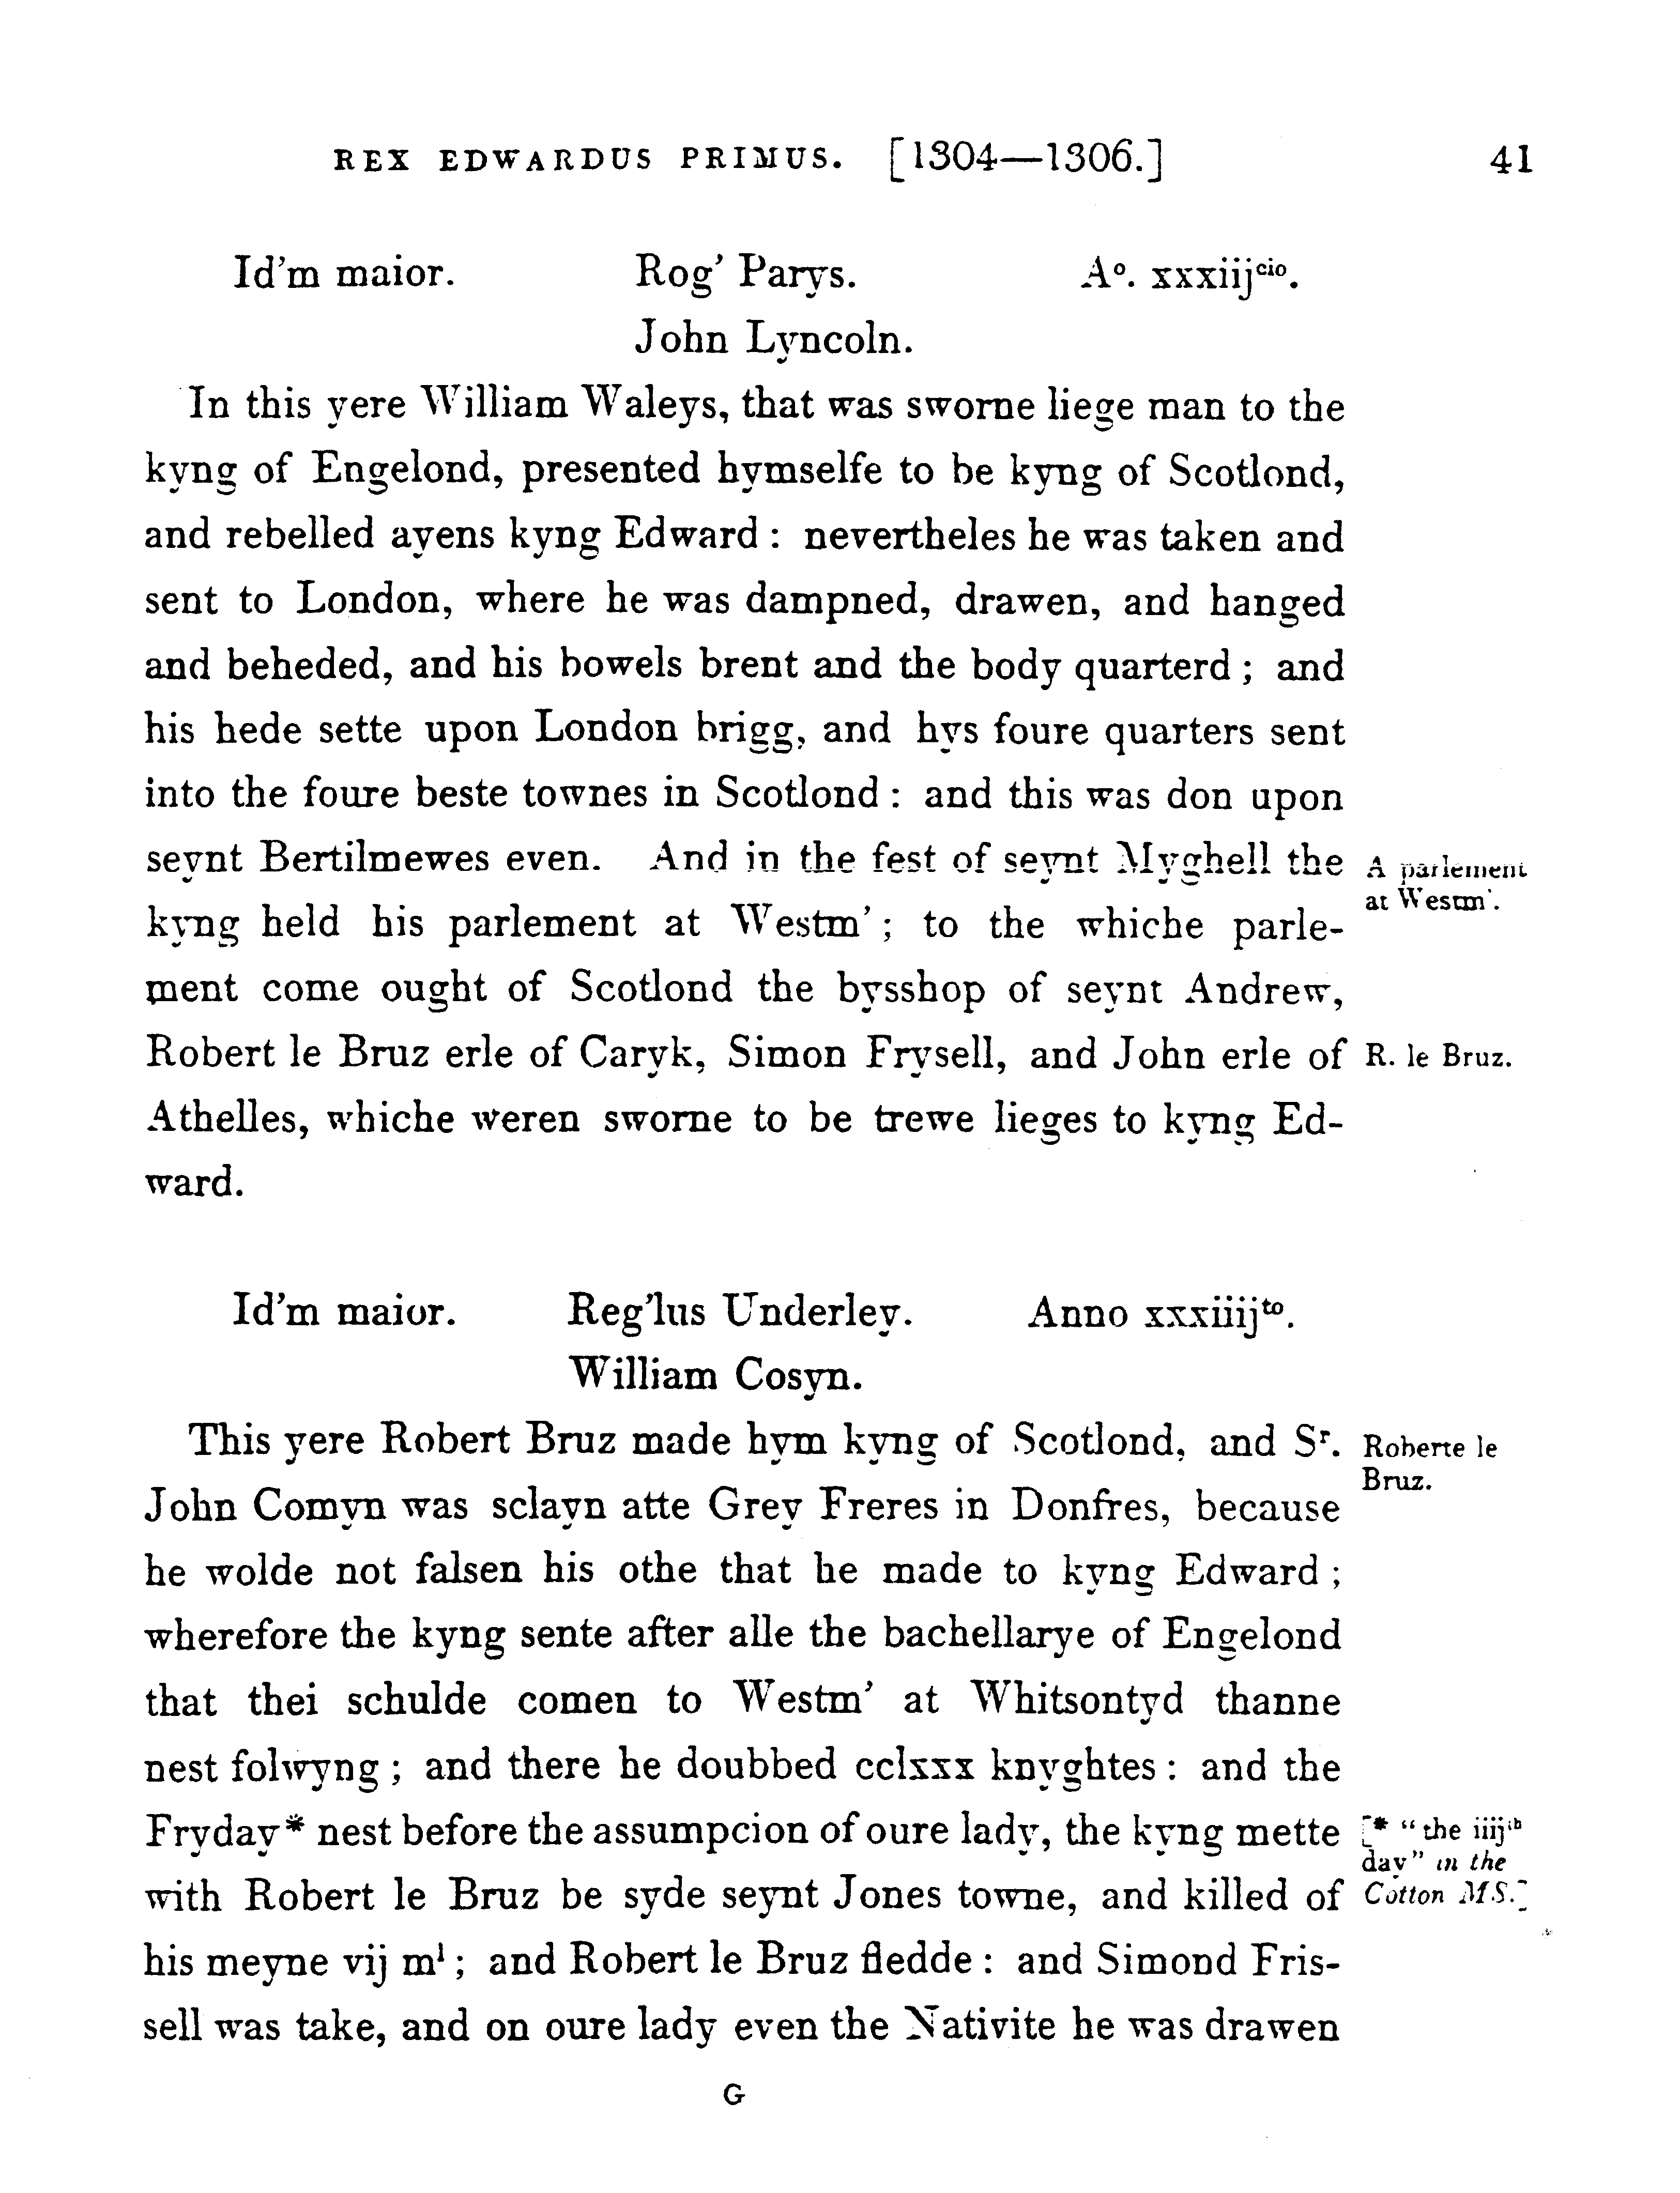 REX EDWARDUS PRIMUS. [1304—1306.] 41
Id'm maior. Rog' Parys. Aº. xxxiijcio.
John Lyncoln.
In this yere William Waleys, that was sworne liege man to the
kyng of Engelond, presented hymselfe to be kyng of Scotlond,
and rebelled ayens kyng Edward : nevertheles he was taken and
sent to London, where he was dampned, drawen, and hanged
and beheded, and his bowels brent and the body quarterd ; and
his hede sette upon London brigg, and hys foure quarters sent
into the foure beste townes in Scotlond : and this was don upon
seynt Bertilmewes even. And in the fest of seynt Myghell the
A parlement
at Westm'.
kyng held his parlement at Westm' ; to the whiche parle-
ment come ought of Scotlond the bysshop of seynt Andrew,
Robert le Bruz erle of Caryk, Simon Frysell, and John erle of
R. le Bruz.
Athelles, whiche weren sworne to be trewe lieges to kyng Ed-
ward.
Id'm maior. Reg'lus Underley. Anno xxxiiijto.
William Cosyn.
This yere Robert Bruz made hym kyng of Scotlond, and Sr.
Roberte le
Bruz.
John Comyn was sclayn atte Grey Freres in Donfres, because
he wolde not falsen his othe that he made to kyng Edward ;
wherefore the kyng sente after alle the bachellarye of Engelond
that thei schulde comen to Westm' at Whitsontyd thanne
nest folwyng ; and there he doubbed cclxxx knyghtes : and the
Fryday* nest before the assumpcion of oure lady, the kyng mette
[* "the iiijth
day" in the
Cotton MS.]
with Robert le Bruz be syde seynt Jones towne, and killed of
his meyne vij ml ; and Robert le Bruz fledde : and Simond Fris-
sell was take, and on oure lady even the Nativite he was drawen
G